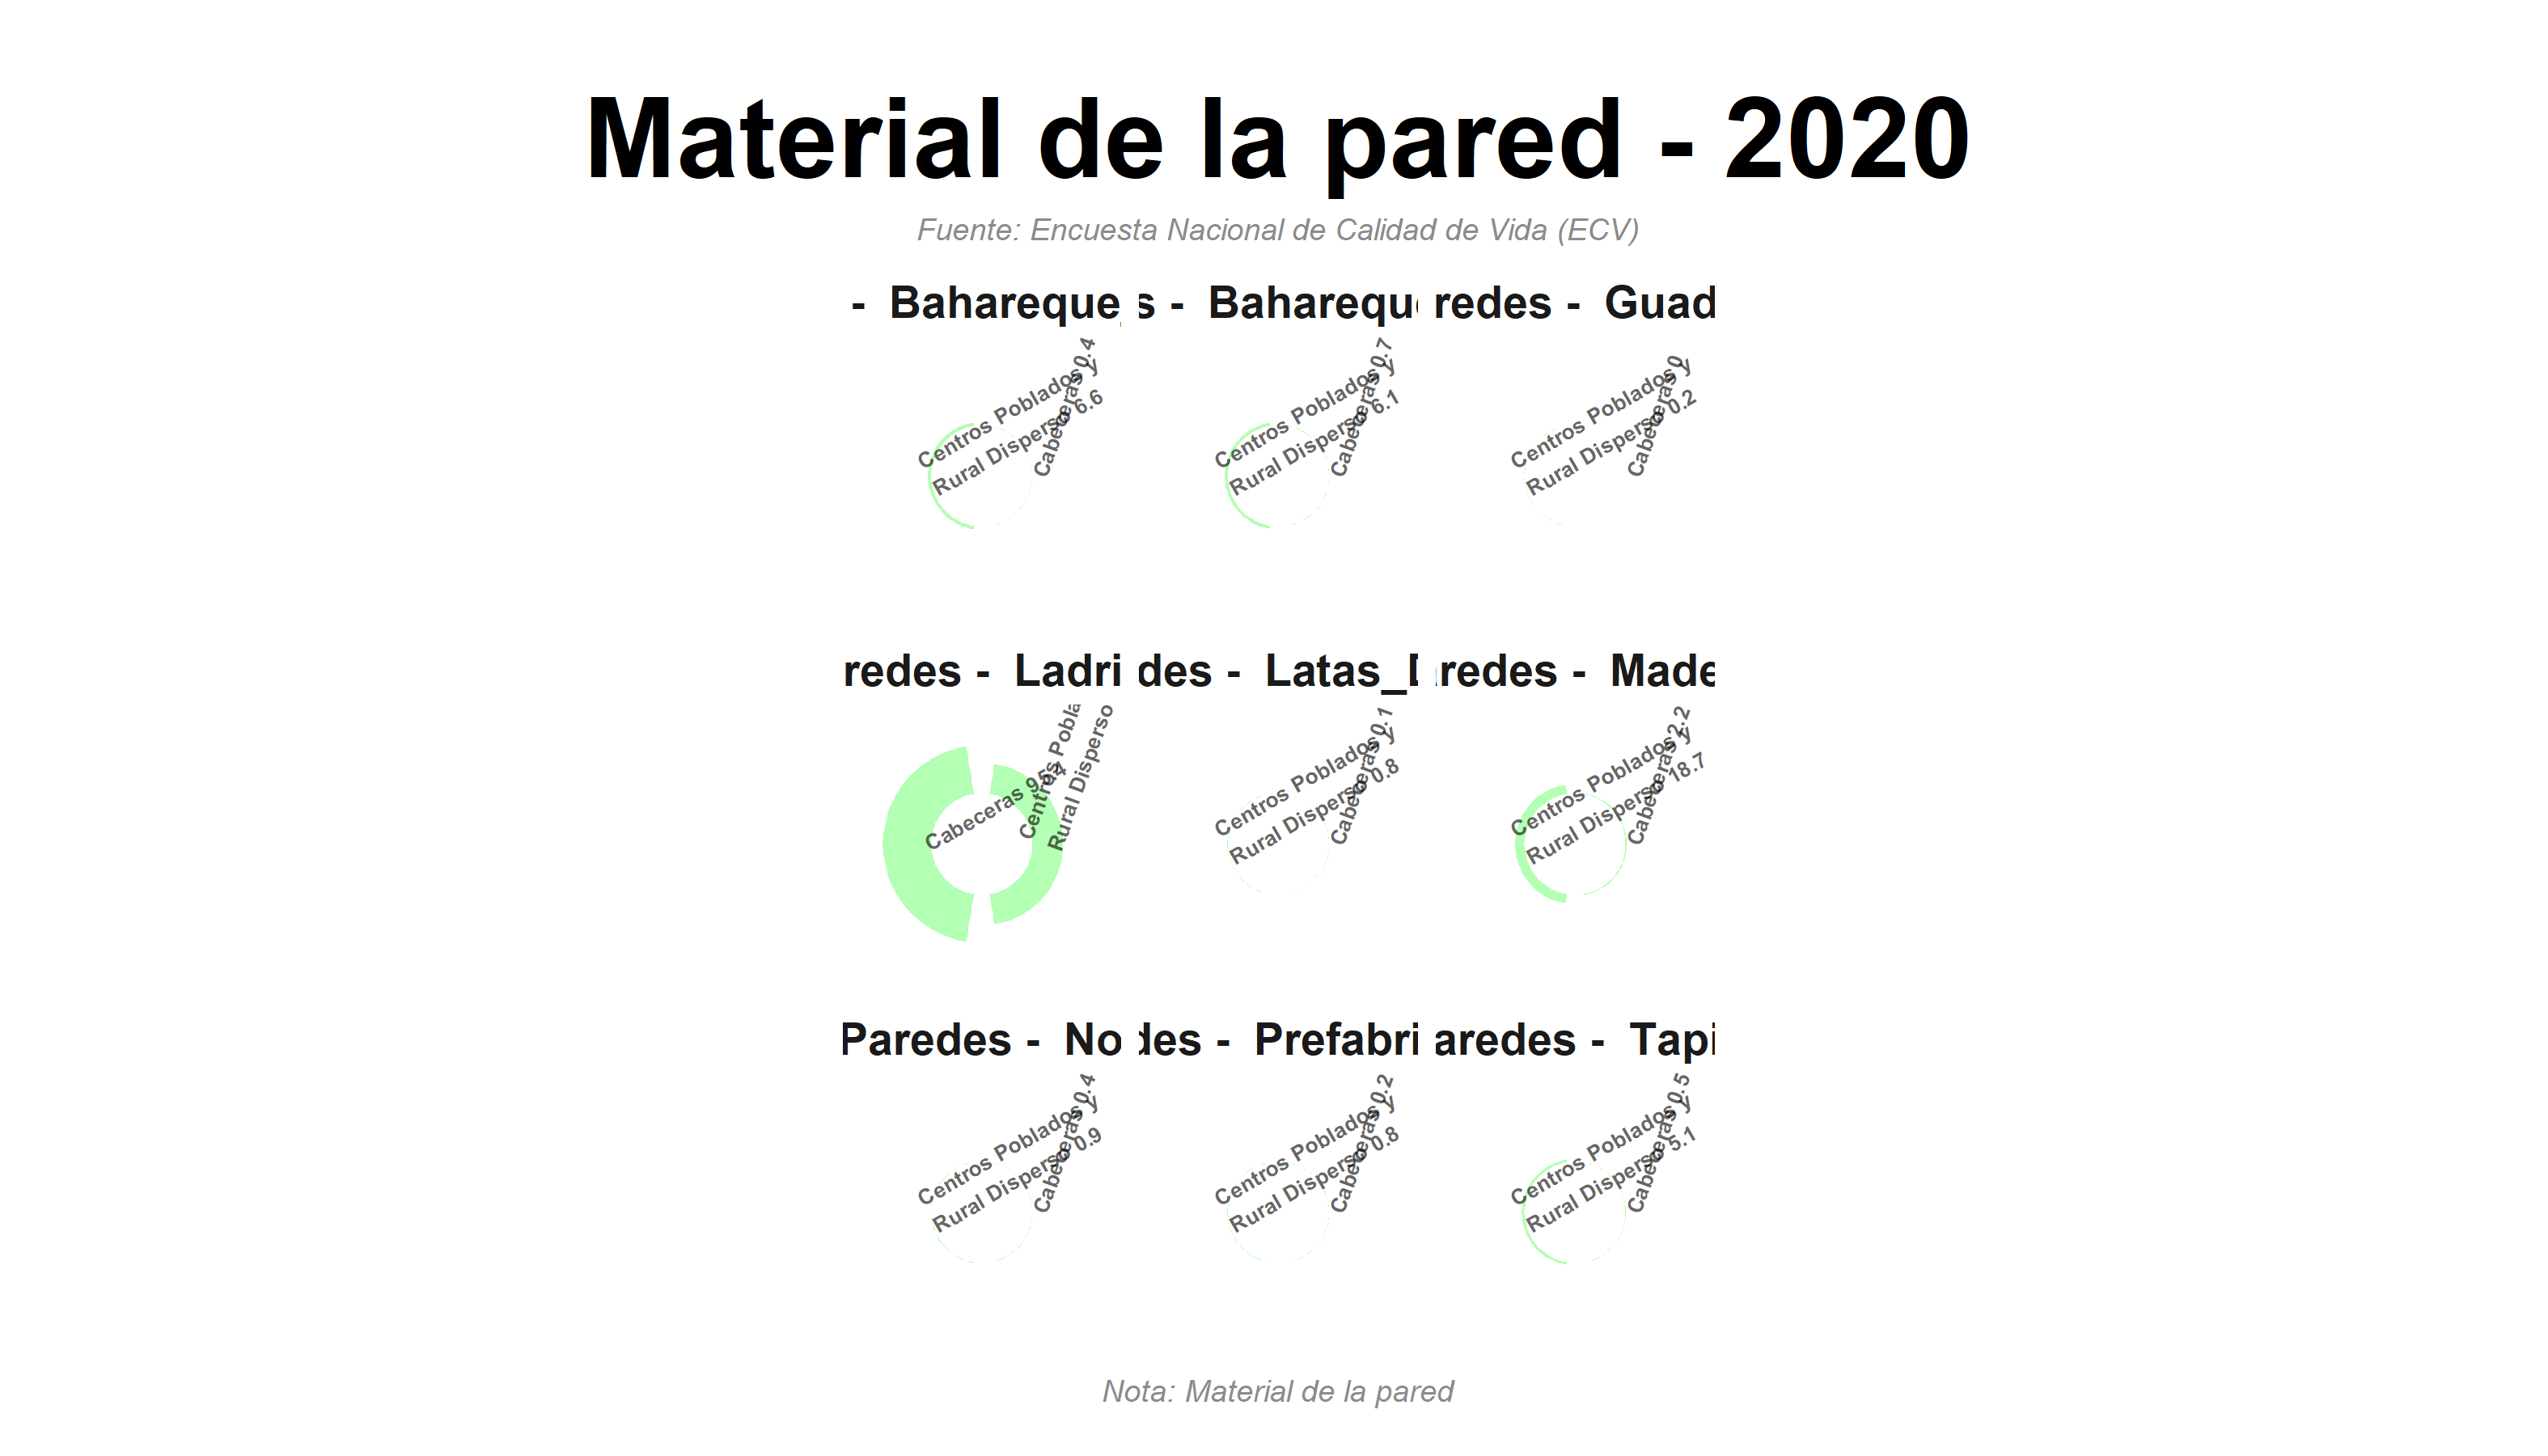 Material de la pared - 2020
Fuente: Encuesta Nacional de Calidad de Vida (ECV)
- Bahareque
s - Bahareque
redes - Guad
Centros Poblados y
Rural Disperso 6.6
Cabeceras 0.4
Centros Poblados y
Rural Disperso 6.1
Cabeceras 0.7
Centros Poblados y
Rural Disperso 0.2
Cabeceras 0
redes - Ladri
des - Latas_D
redes - Made
Cabeceras
Centros Pobla
Rural Disperso
Centros Poblados y
Rural Disperso 0.8
Cabeceras 0.1
Centros Poblados y
Rural Disperso 18.7
Cabeceras 2.2
Paredes - No
des - Prefabri
aredes - Tapi
Centros Poblados y
Rural Disperso 0.9
Cabeceras 0.4
Centros Poblados y
Rural Disperso 0.8
Cabeceras 0.2
Centros Poblados y
Rural Disperso 5.1
Cabeceras 0.5
Nota: Material de la pared